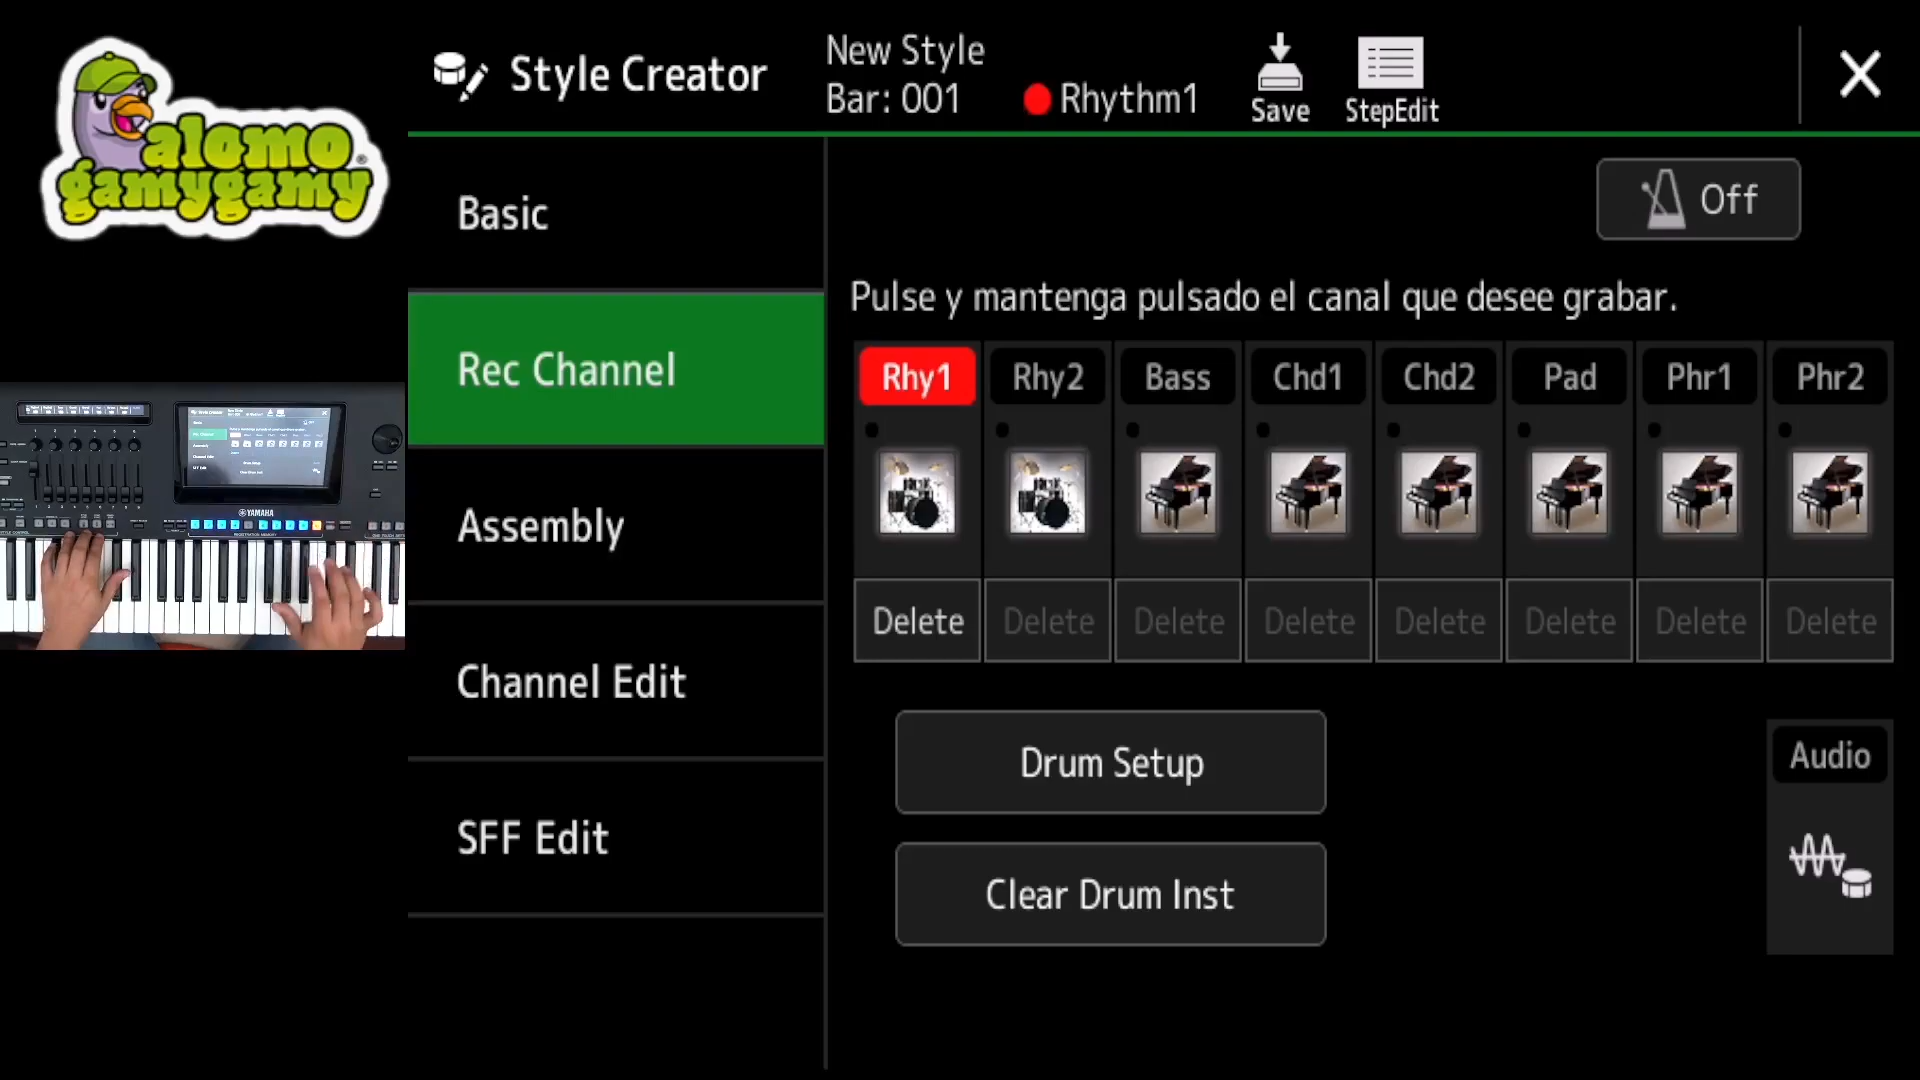 alomo
gamygamy
Style Creator
New Style
Bar: 001
Rhythm1
Save
StepEdit
Basic
Rec Channel
Assembly
Channel Edit
SFF Edit
Off
Pulse y mantenga pulsado el canal que desee grabar.
Rhy1 Rhy2 Bass Chd1 Chd2 Pad Phr1 Phr2
Delete Delete Delete Delete Delete Delete Delete Delete
Drum Setup
Clear Drum Inst
Audio
YAMAHA